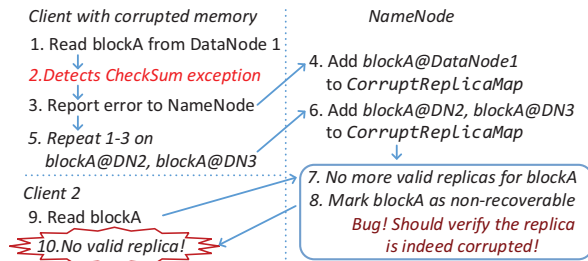 Client with corrupted memory
1. Read blockA from DataNode 1
2.Detects CheckSum exception
3. Report error to NameNode
5. Repeat 1-3 on
blockA@DN2, blockA@DN3
NameNode
4. Add blockA@DataNode1
to CorruptReplicaMap
6. Add blockA@DN2, blockA@DN3
to CorruptReplicaMap
7. No more valid replicas for blockA
8. Mark blockA as non-recoverable
Bug! Should verify the replica
is indeed corrupted!
Client 2
9. Read blockA
10.No valid replica!